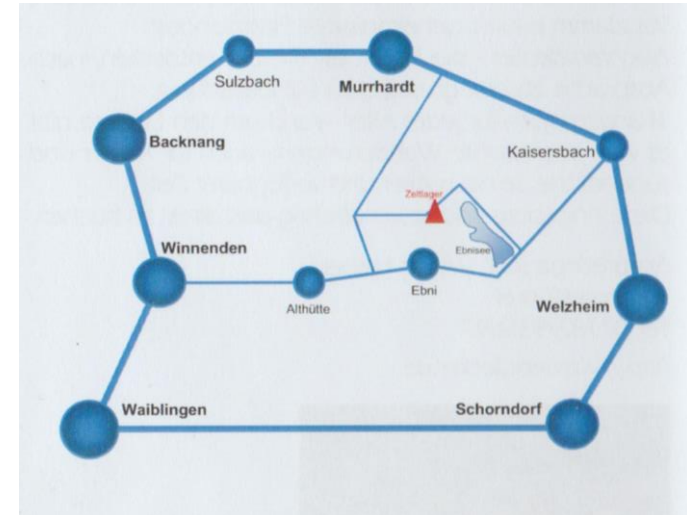 Sulzbach
Murrhardt
Backnang
Kaisersbach
Zeltlager
Winnenden
Ebnisee
Ebni
Althütte
Welzheim
Waiblingen
Schorndorf